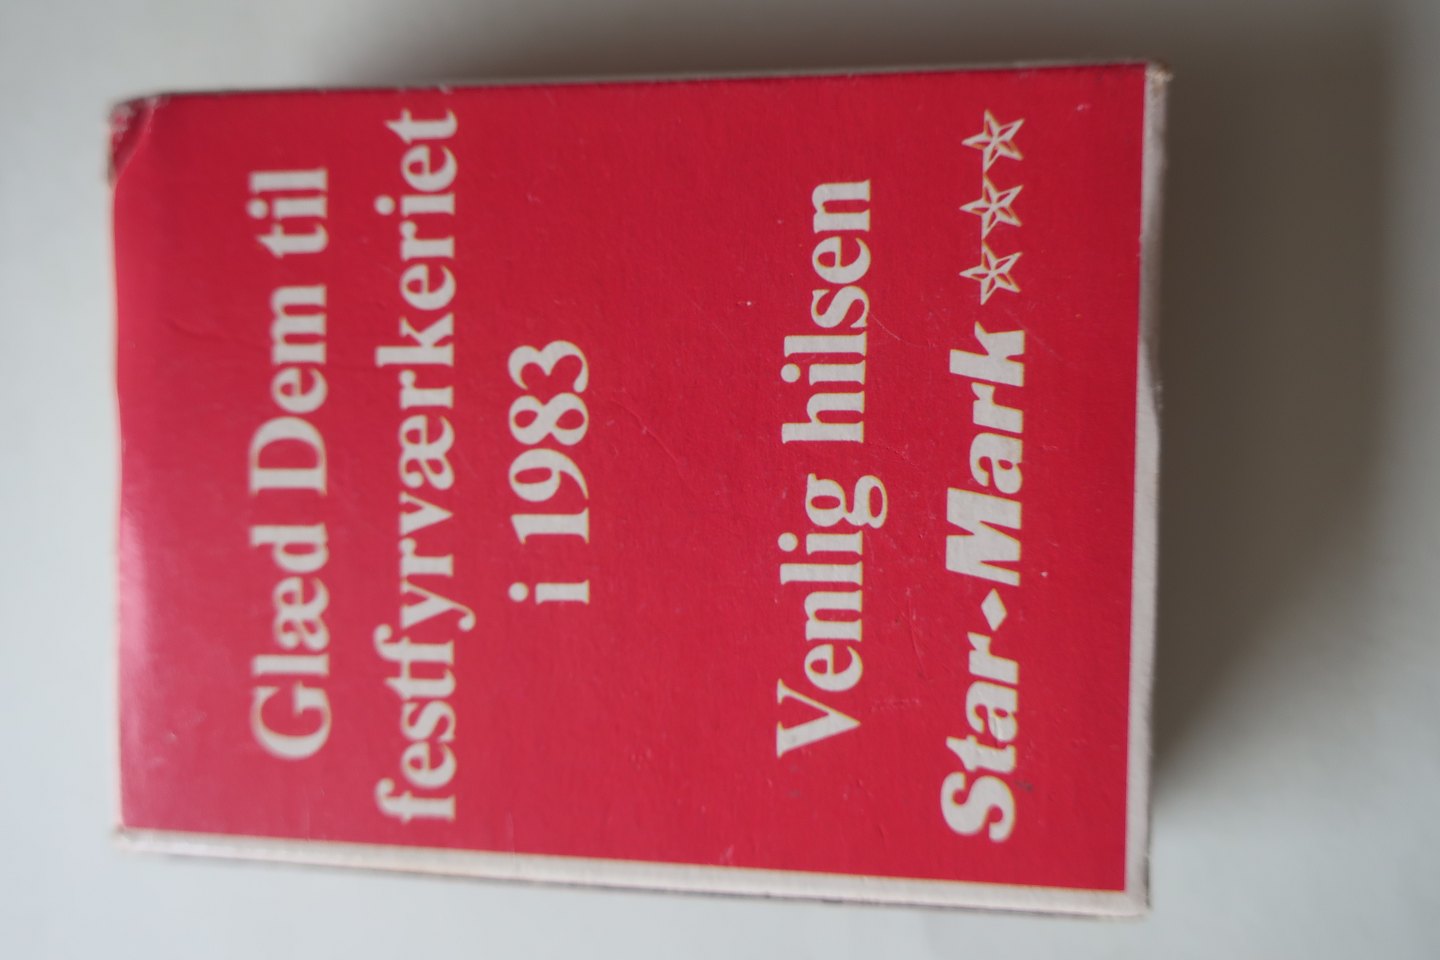 Glæd Dem til
festfyrværkeriet
i 1983
Venlig hilsen
Star-Mark